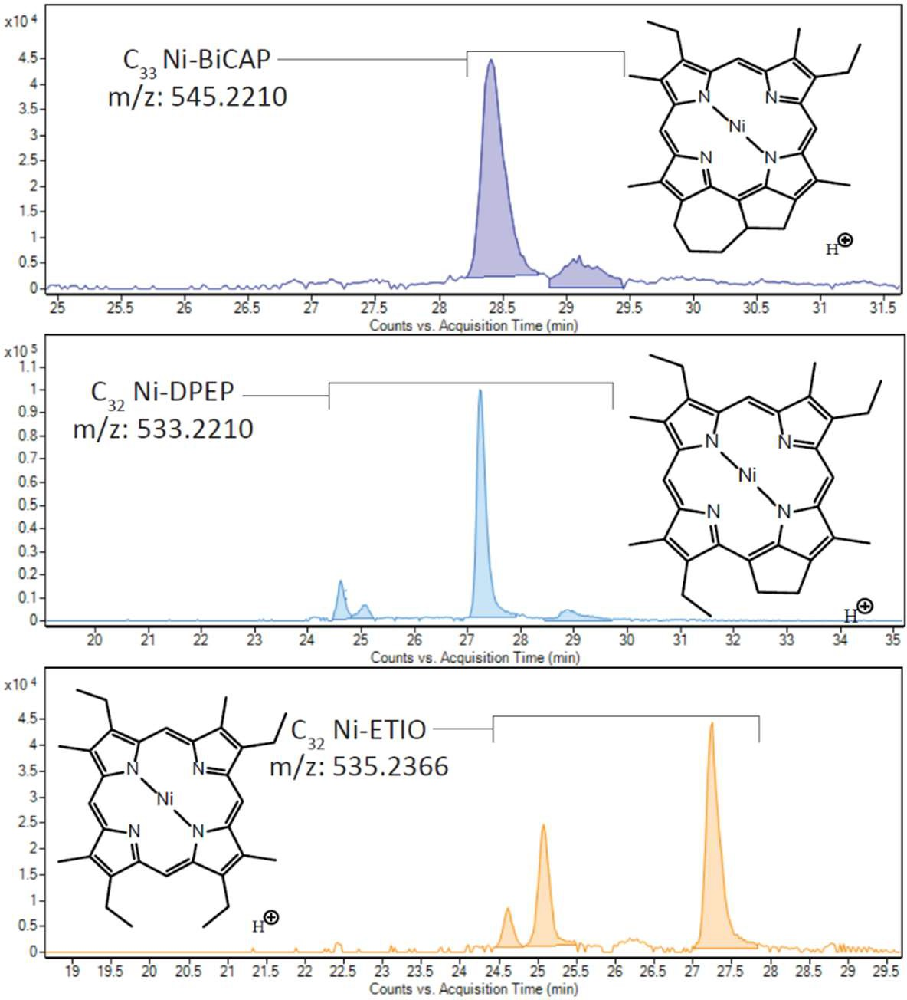 x10⁴
C₃₃ Ni-BiCAP
m/z: 545.2210
4.5
4
3.5
3
2.5
2
1.5
1
0.5
0
N
N
Ni
N
N
H⊕
25 25.5 26 26.5 27 27.5 28 28.5 29 29.5 30 30.5 31 31.5
Counts vs. Acquisition Time (min)
x10⁵
C₃₂ Ni-DPEP
m/z: 533.2210
1.1
1
0.9
0.8
0.7
0.6
0.5
0.4
0.3
0.2
0.1
0
N
N
Ni
N
N
H⊕
20 21 22 23 24 25 26 27 28 29 30 31 32 33 34 35
Counts vs. Acquisition Time (min)
x10⁴
C₃₂ Ni-ETIO
m/z: 535.2366
4.5
4
3.5
3
2.5
2
1.5
1
0.5
0
N
N
Ni
N
N
H⊕
19 19.5 20 20.5 21 21.5 22 22.5 23 23.5 24 24.5 25 25.5 26 26.5 27 27.5 28 28.5 29 29.5
Counts vs. Acquisition Time (min)